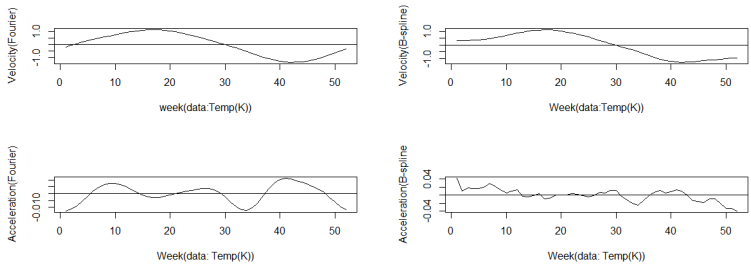 Velocity(Fourier)
1.0
-1.0
0 10 20 30 40 50
week(data:Temp(K))
Velocity(B-spline)
1.0
-1.0
0 10 20 30 40 50
Week(data:Temp(K))
Acceleration(Fourier)
-0.010
0 10 20 30 40 50
Week(data: Temp(K))
Acceleration(B-spline
0.04
-0.04
0 10 20 30 40 50
Week(data: Temp(K))